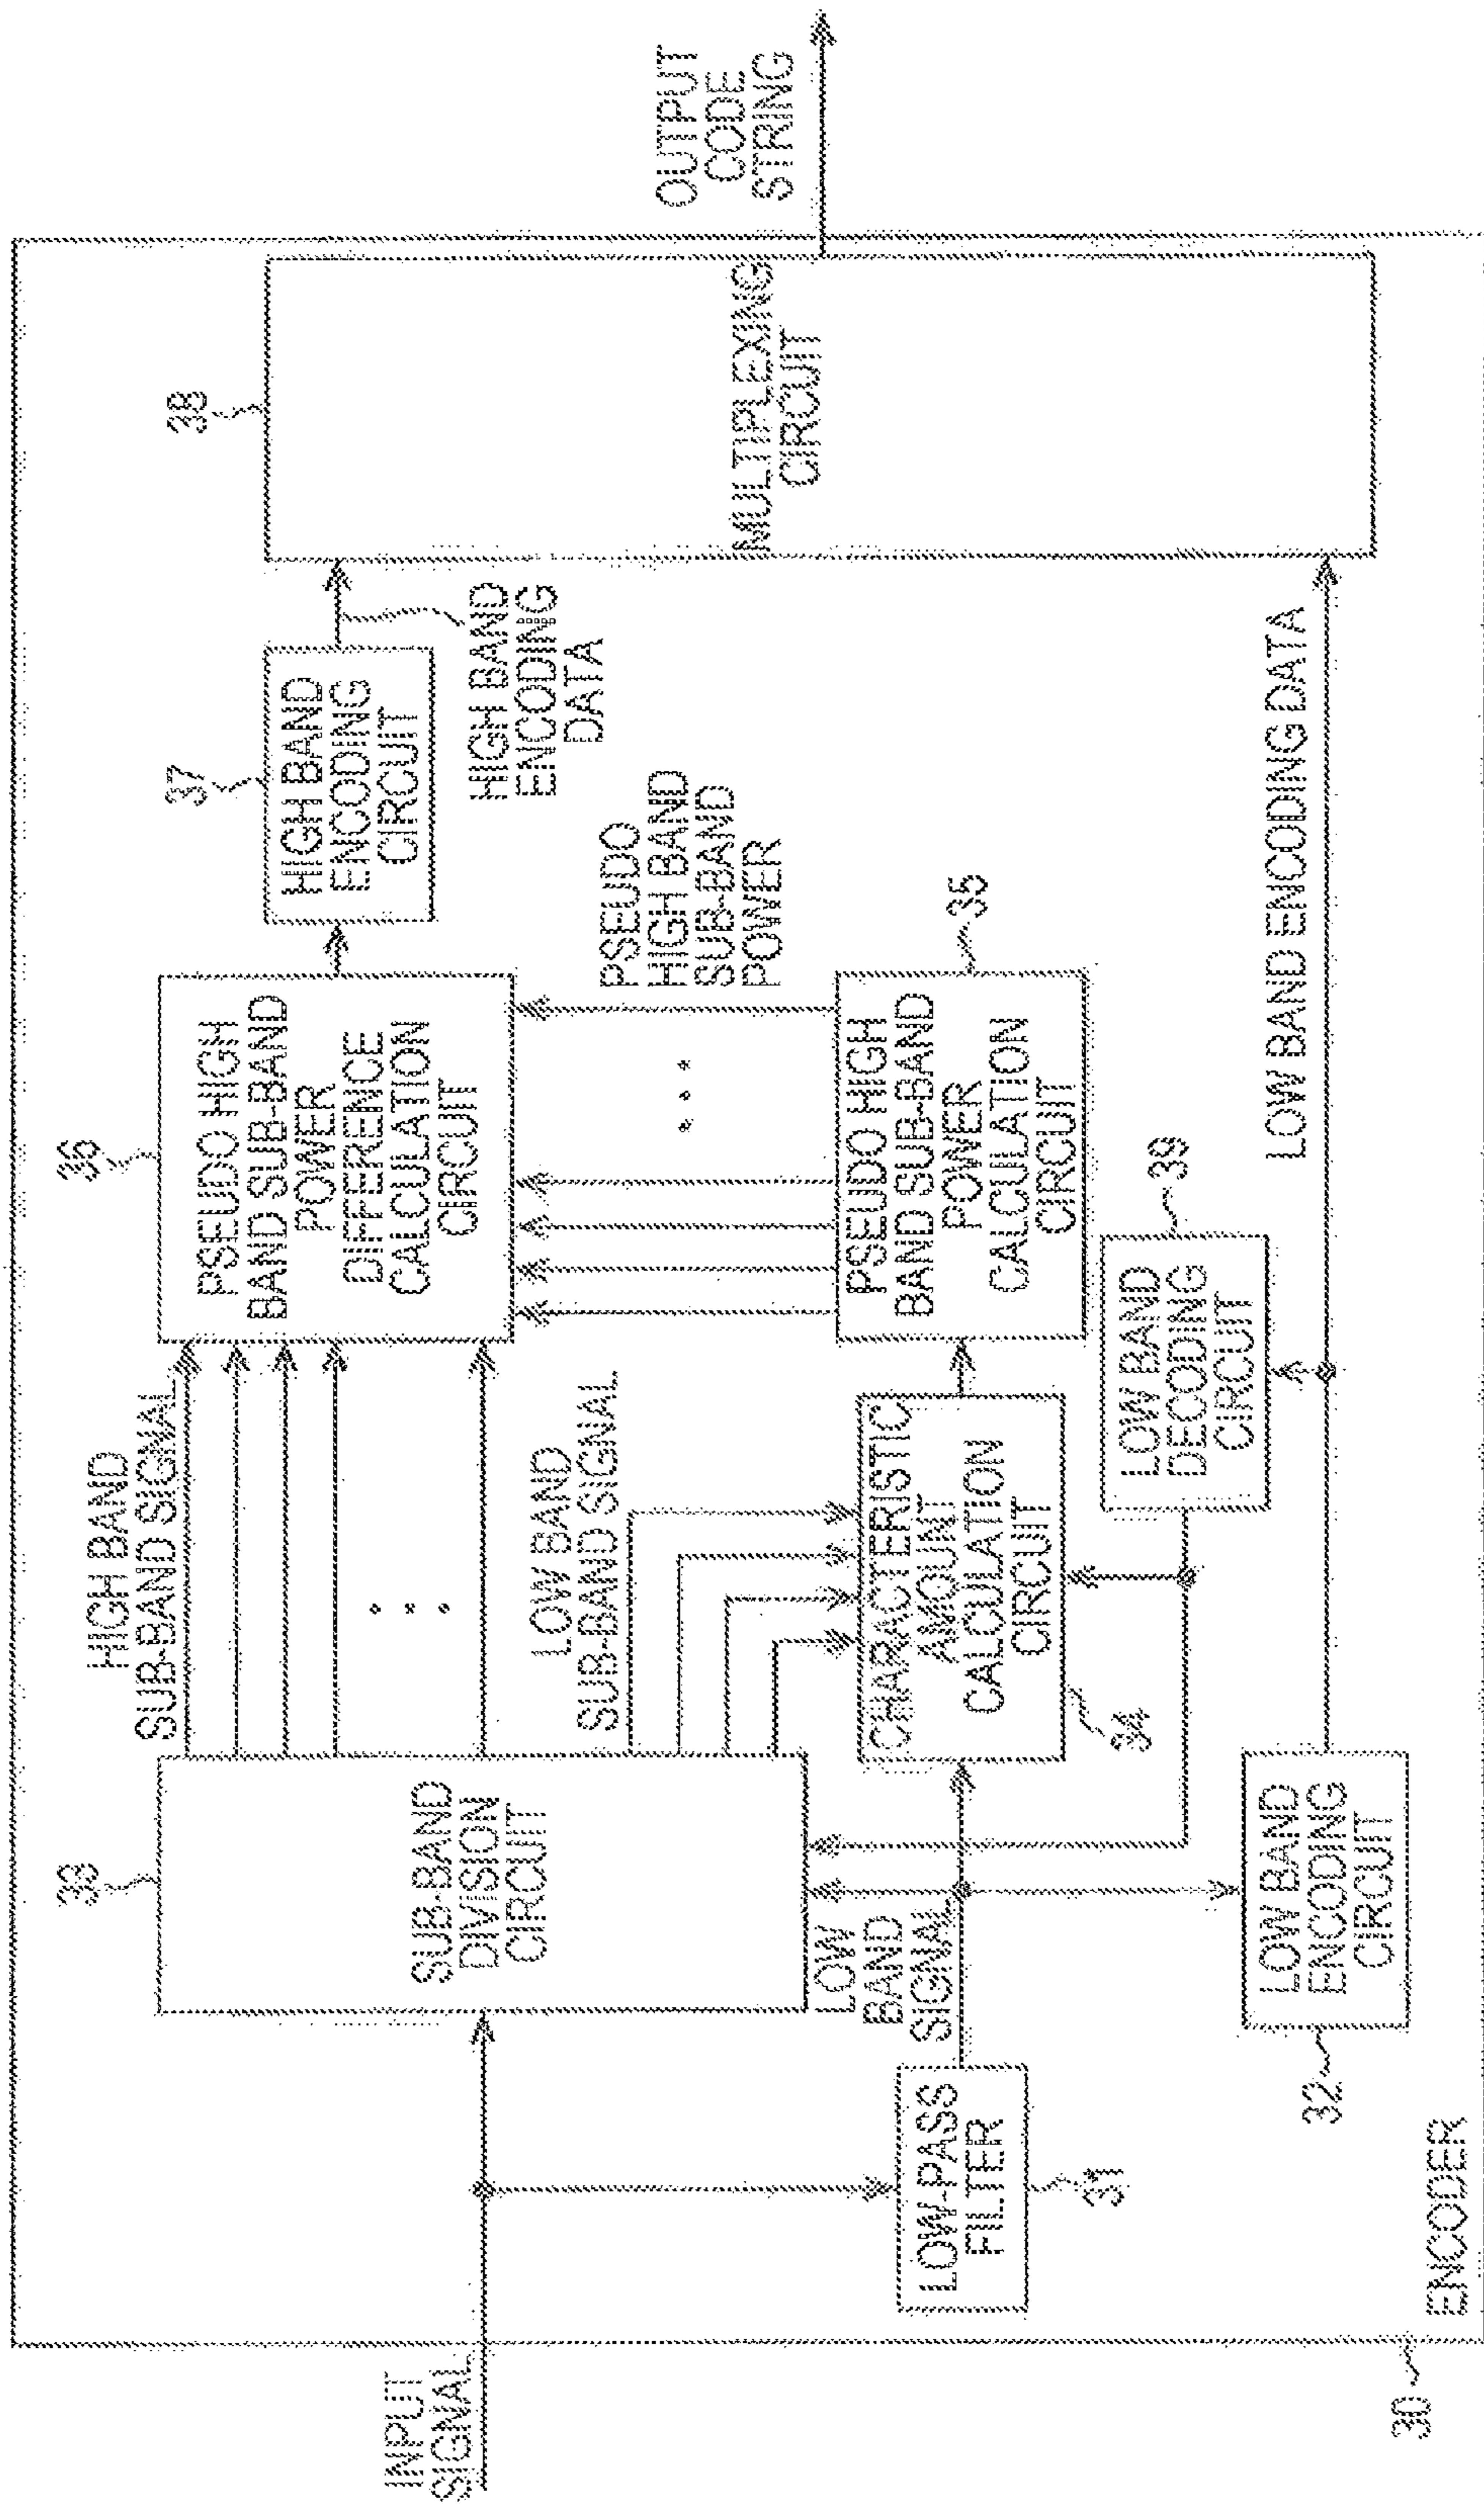 INPUT
SIGNAL
30
ENCODER
33
SUB-BAND
DIVISION
CIRCUIT
HIGH BAND
SUB-BAND SIGNAL
36
PSEUDO HIGH
BAND SUB-BAND
POWER
DIFFERENCE
CALCULATION
CIRCUIT
37
HIGH BAND
ENCODING
CIRCUIT
HIGH BAND
ENCODING
DATA
38
MULTIPLEXING
CIRCUIT
OUTPUT
CODE
STRING
LOW BAND
SUB-BAND SIGNAL
PSEUDO
HIGH BAND
SUB-BAND
POWER
LOW-PASS
FILTER
31
LOW
BAND
SIGNAL
CHARACTERISTIC
AMOUNT
CALCULATION
CIRCUIT
34
PSEUDO HIGH
BAND SUB-BAND
POWER
CALCULATION
CIRCUIT
35
LOW BAND
DECODING
CIRCUIT
39
LOW BAND
ENCODING
CIRCUIT
32
LOW BAND ENCODING DATA